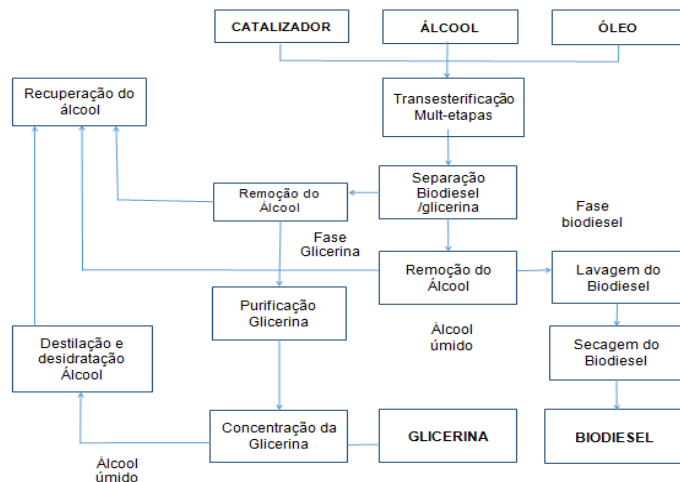 CATALIZADOR
ÁLCOOL
ÓLEO
Recuperação do
álcool
Transesterificação
Mult-etapas
Separação
Biodiesel
/glicerina
Remoção do
Álcool
Fase
biodiesel
Fase
Glicerina
Remoção do
Álcool
Lavagem do
Biodiesel
Purificação
Glicerina
Álcool
úmido
Destilação e
desidratação
Álcool
Secagem do
Biodiesel
Concentração da
Glicerina
GLICERINA
BIODIESEL
Álcool
úmido